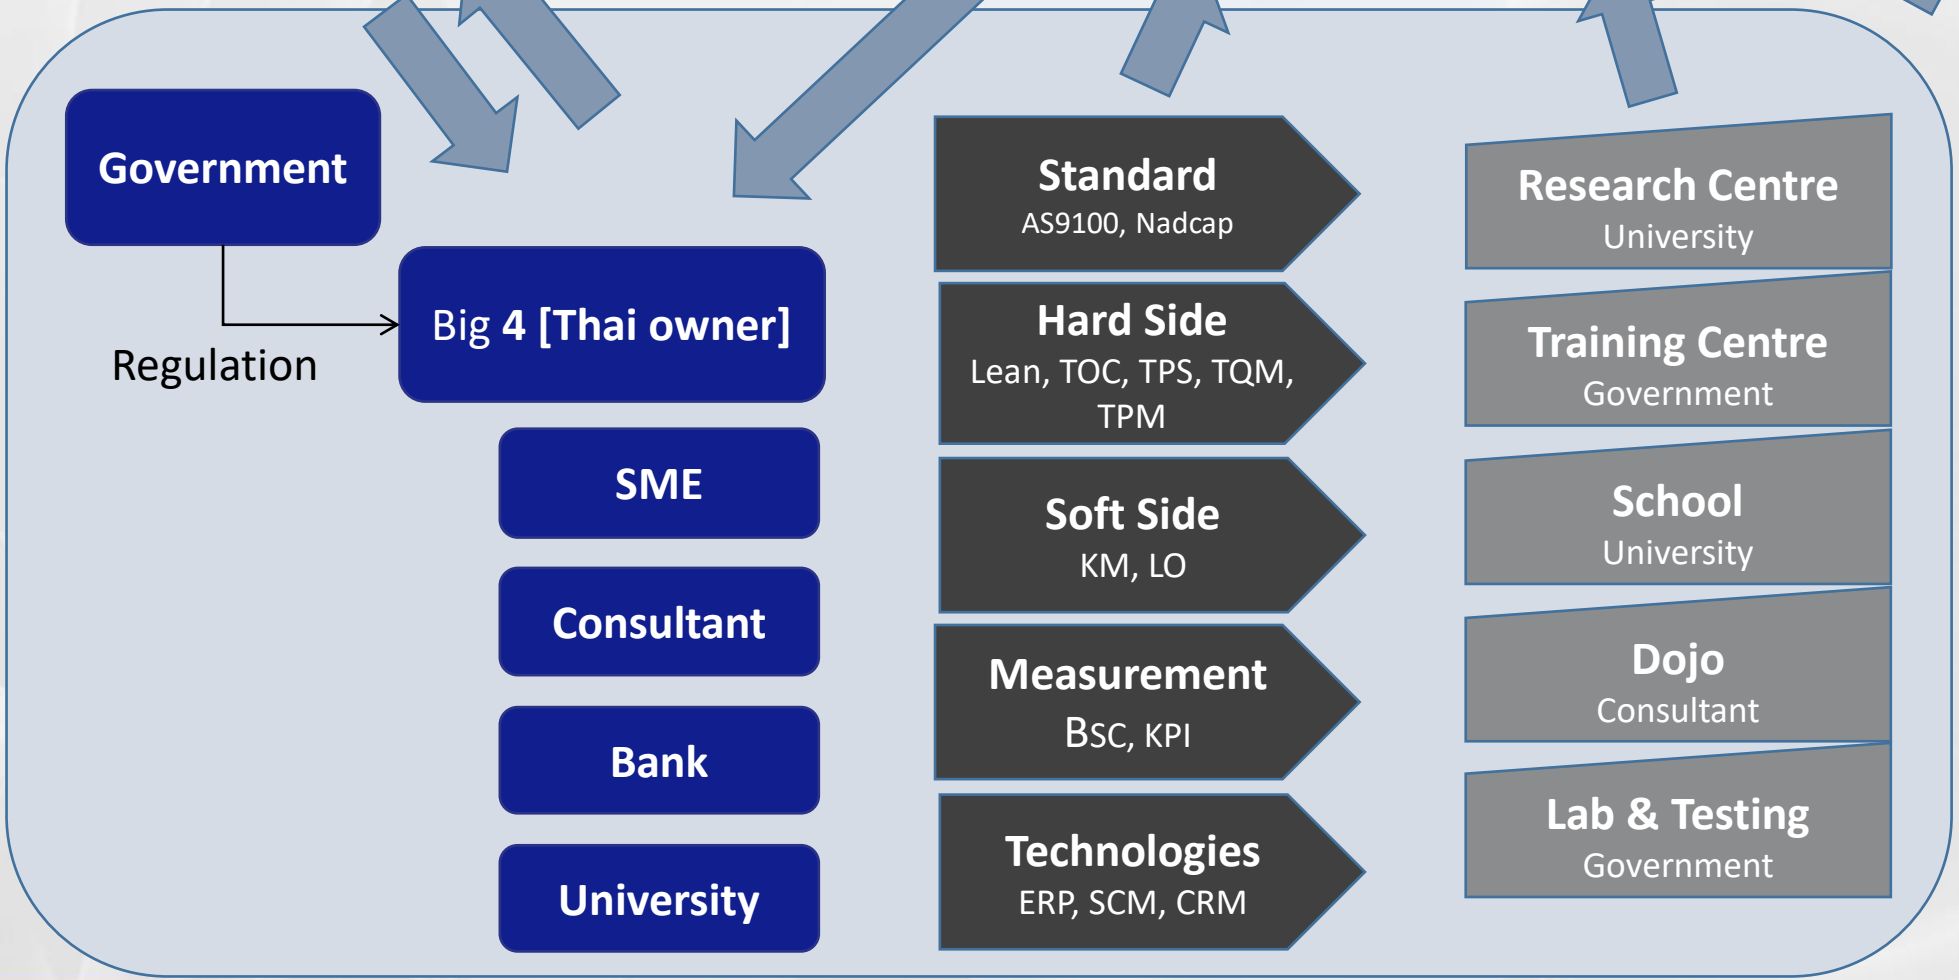 Government
Regulation
Big 4 [Thai owner]
SME
Consultant
Bank
University
Standard
AS9100, Nadcap
Hard Side
Lean, TOC, TPS, TQM,
TPM
Soft Side
KM, LO
Measurement
BSC, KPI
Technologies
ERP, SCM, CRM
Research Centre
University
Training Centre
Government
School
University
Dojo
Consultant
Lab & Testing
Government